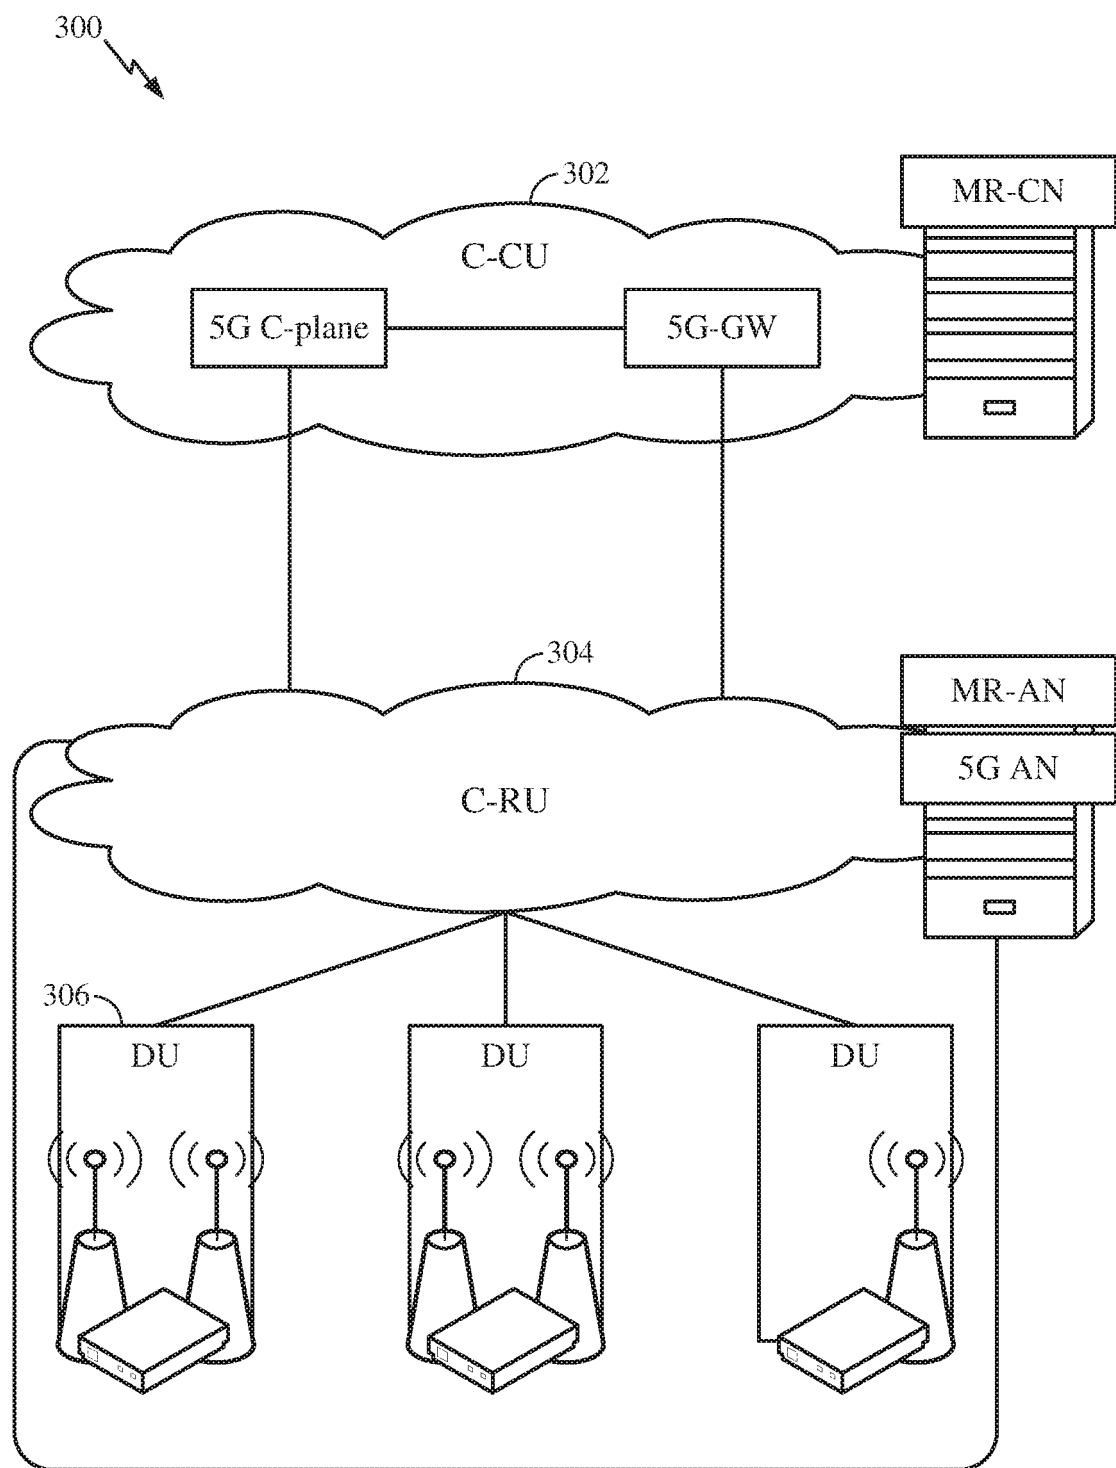 300
302
MR-CN
C-CU
5G C-plane
5G-GW
304
MR-AN
5G AN
C-RU
306
DU
DU
DU